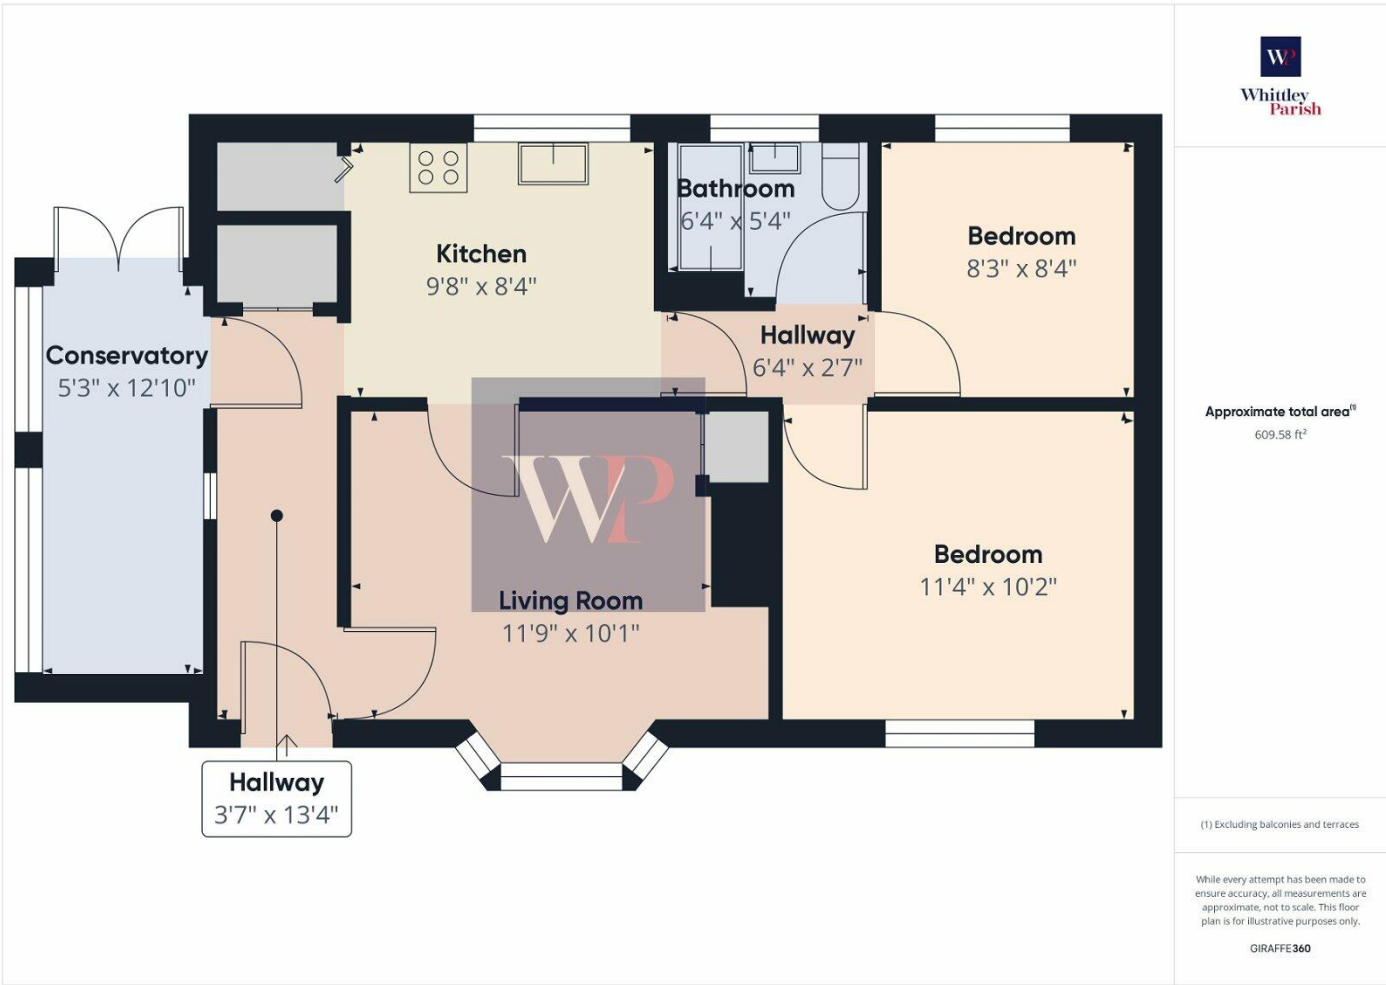 WP
Whittley
Parish
Kitchen
9'8" x 8'4"
Bathroom
6'4" x 5'4"
Bedroom
8'3" x 8'4"
Hallway
6'4" x 2'7"
Conservatory
5'3" x 12'10"
WP
Living Room
11'9" x 10'1"
Bedroom
11'4" x 10'2"
Hallway
3'7" x 13'4"
Approximate total area(1)
609.58 ft²
(1) Excluding balconies and terraces
While every attempt has been made to
ensure accuracy, all measurements are
approximate, not to scale. This floor
plan is for illustrative purposes only.
GIRAFFE360